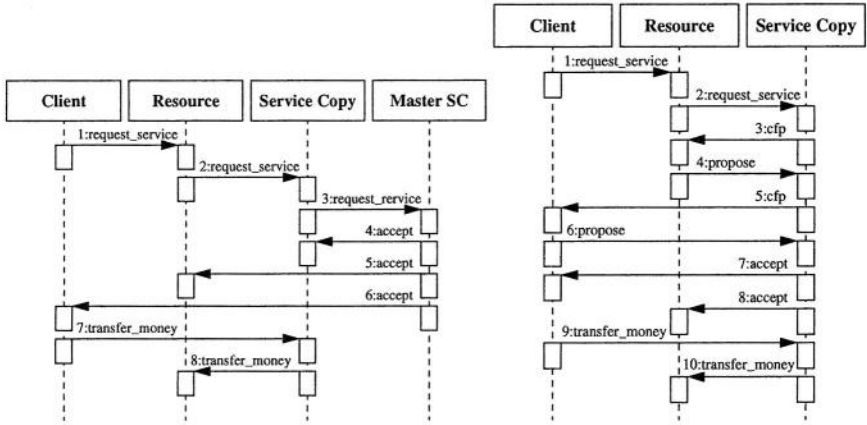 Client Resource Service Copy Master SC
1:request_service
2:request_service
3:request_rervice
4:accept
5:accept
6:accept
7:transfer_money
8:transfer_money
Client Resource Service Copy
1:request_service
2:request_service
3:cfp
4:propose
5:cfp
6:propose
7:accept
8:accept
9:transfer_money
10:transfer_money